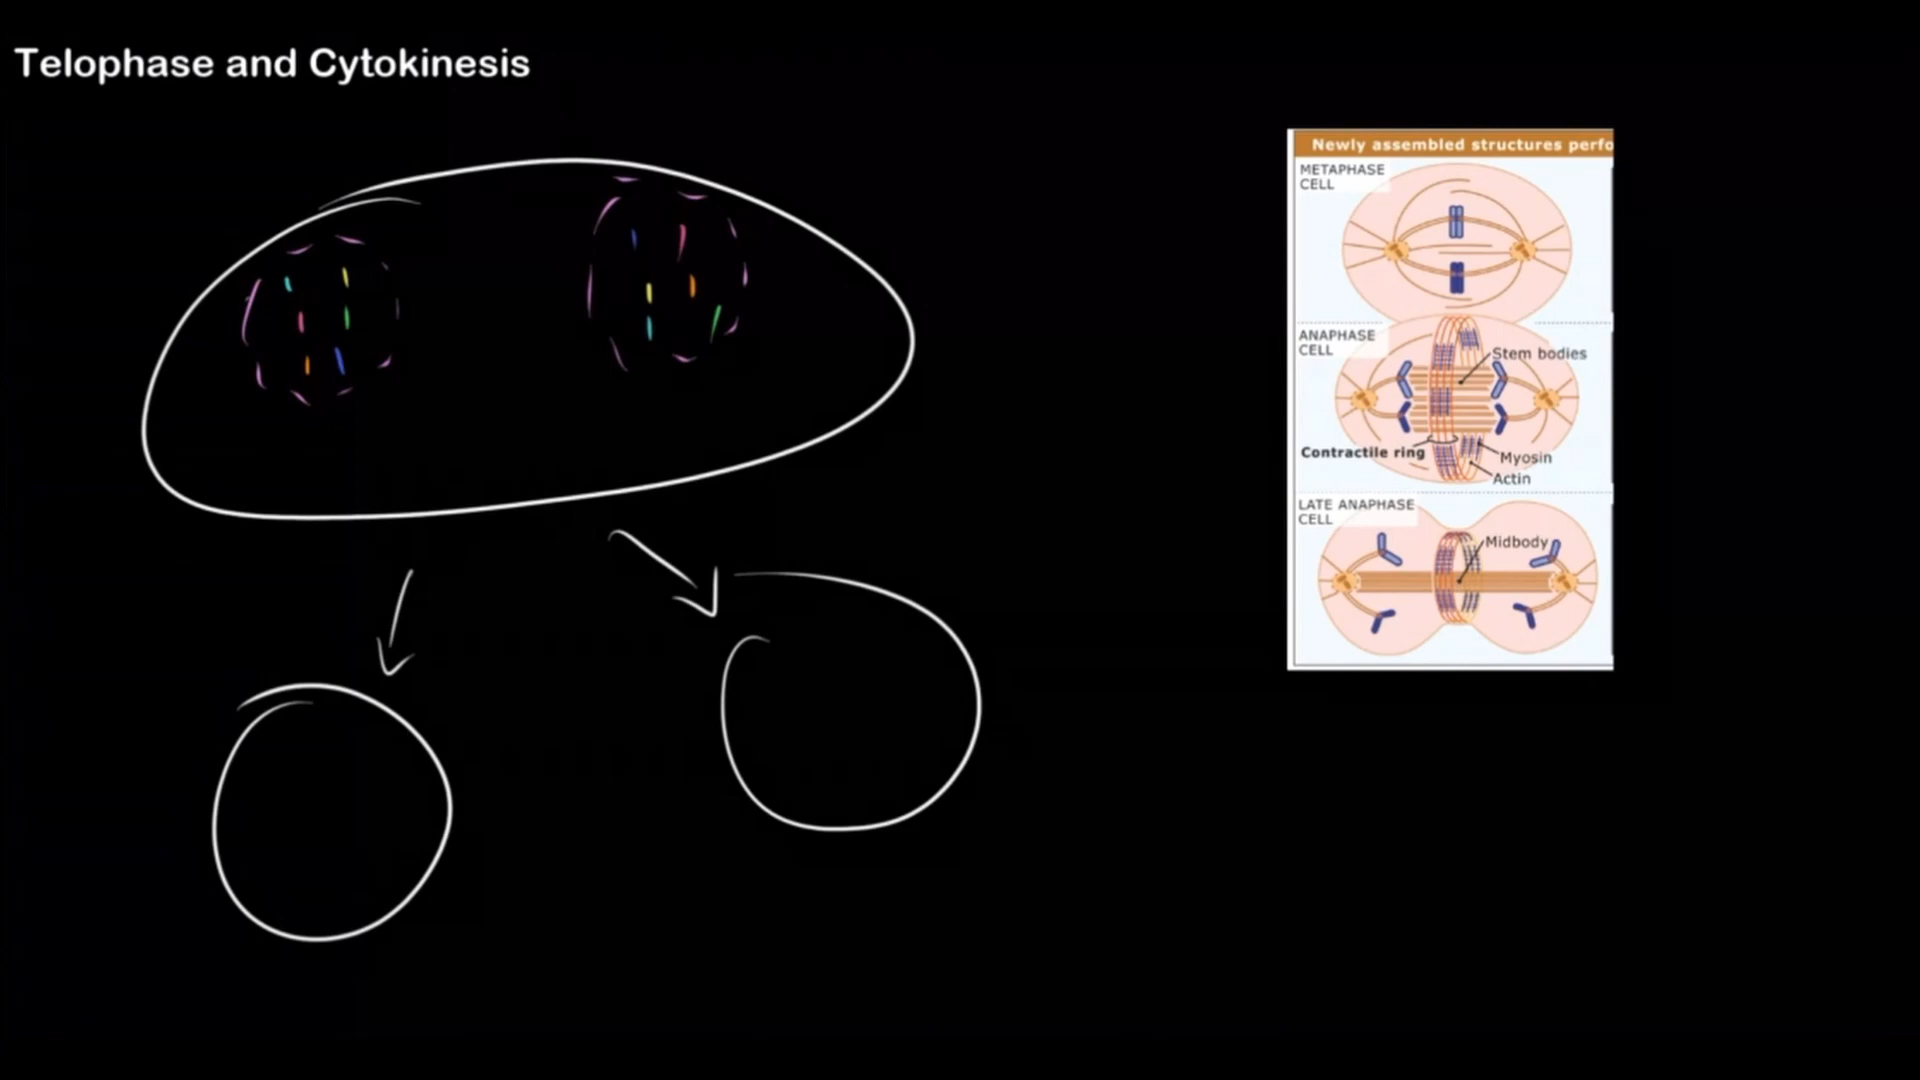 Telophase and Cytokinesis
Newly assembled structures perfo
METAPHASE
CELL
ANAPHASE
CELL
Stem bodies
Contractile ring
Myosin
Actin
LATE ANAPHASE
CELL
Midbody